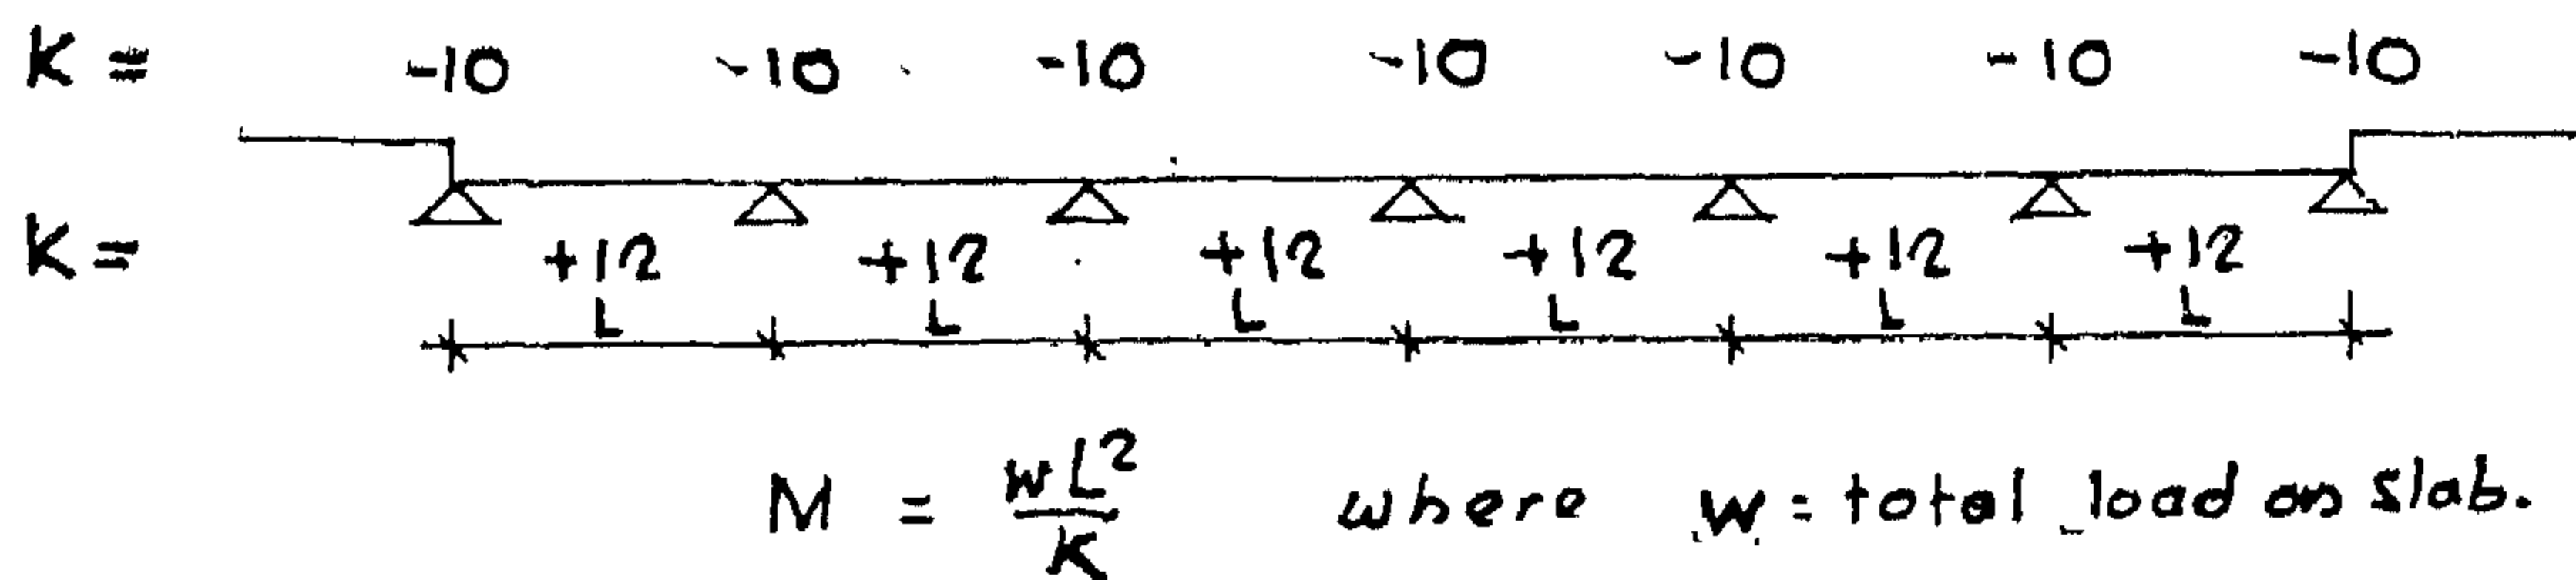 K = -10 -10 -10 -10 -10 -10 -10
K = +12 +12 +12 +12 +12 +12
L L L L L L
M = wL²/K where w = total load on slab.